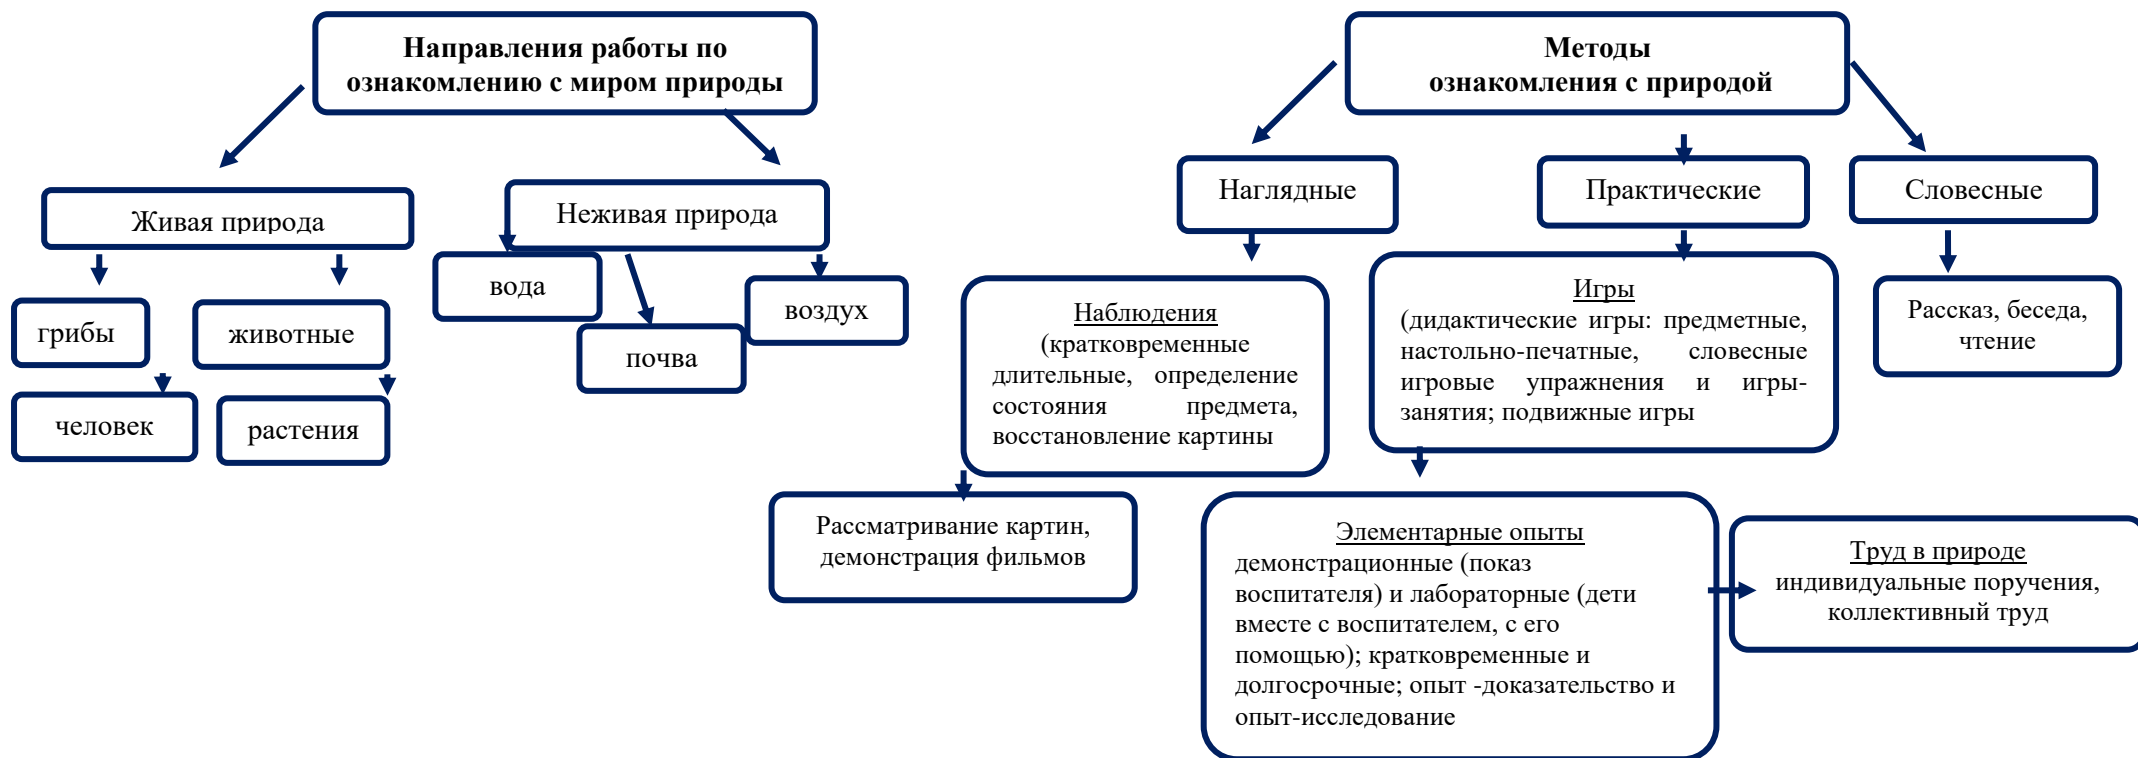 Направления работы по
ознакомлению с миром природы
Живая природа
Неживая природа
грибы
животные
человек
растения
вода
почва
воздух
Методы
ознакомления с природой
Наглядные
Практические
Словесные
Наблюдения
(кратковременные
длительные, определение
состояния предмета,
восстановление картины
Рассматривание картин,
демонстрация фильмов
Игры
(дидактические игры: предметные,
настольно-печатные, словесные
игровые упражнения и игры-
занятия; подвижные игры
Элементарные опыты
демонстрационные (показ
воспитателя) и лабораторные (дети
вместе с воспитателем, с его
помощью); кратковременные и
долгосрочные; опыт -доказательство и
опыт-исследование
Труд в природе
индивидуальные поручения,
коллективный труд
Рассказ, беседа,
чтение